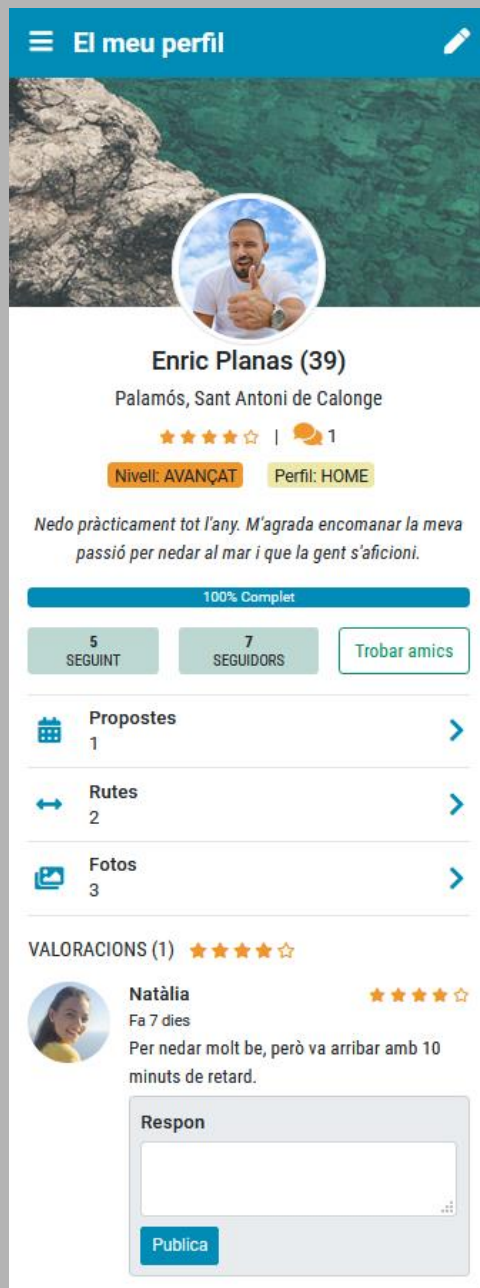 El meu perfil
Enric Planas (39)
Palamós, Sant Antoni de Calonge
| 1
Nivell: AVANÇAT Perfil: HOME
Nedo pràcticament tot l'any. M'agrada encomanar la meva
passió per nedar al mar i que la gent s'aficioni.
100% Complet
5
SEGUINT
7
SEGUIDORS
Trobar amics
Propostes
1
Rutes
2
Fotos
3
VALORACIONS (1)
Natàlia
Fa 7 dies
Per nedar molt be, però va arribar amb 10
minuts de retard.
Respon
Publica